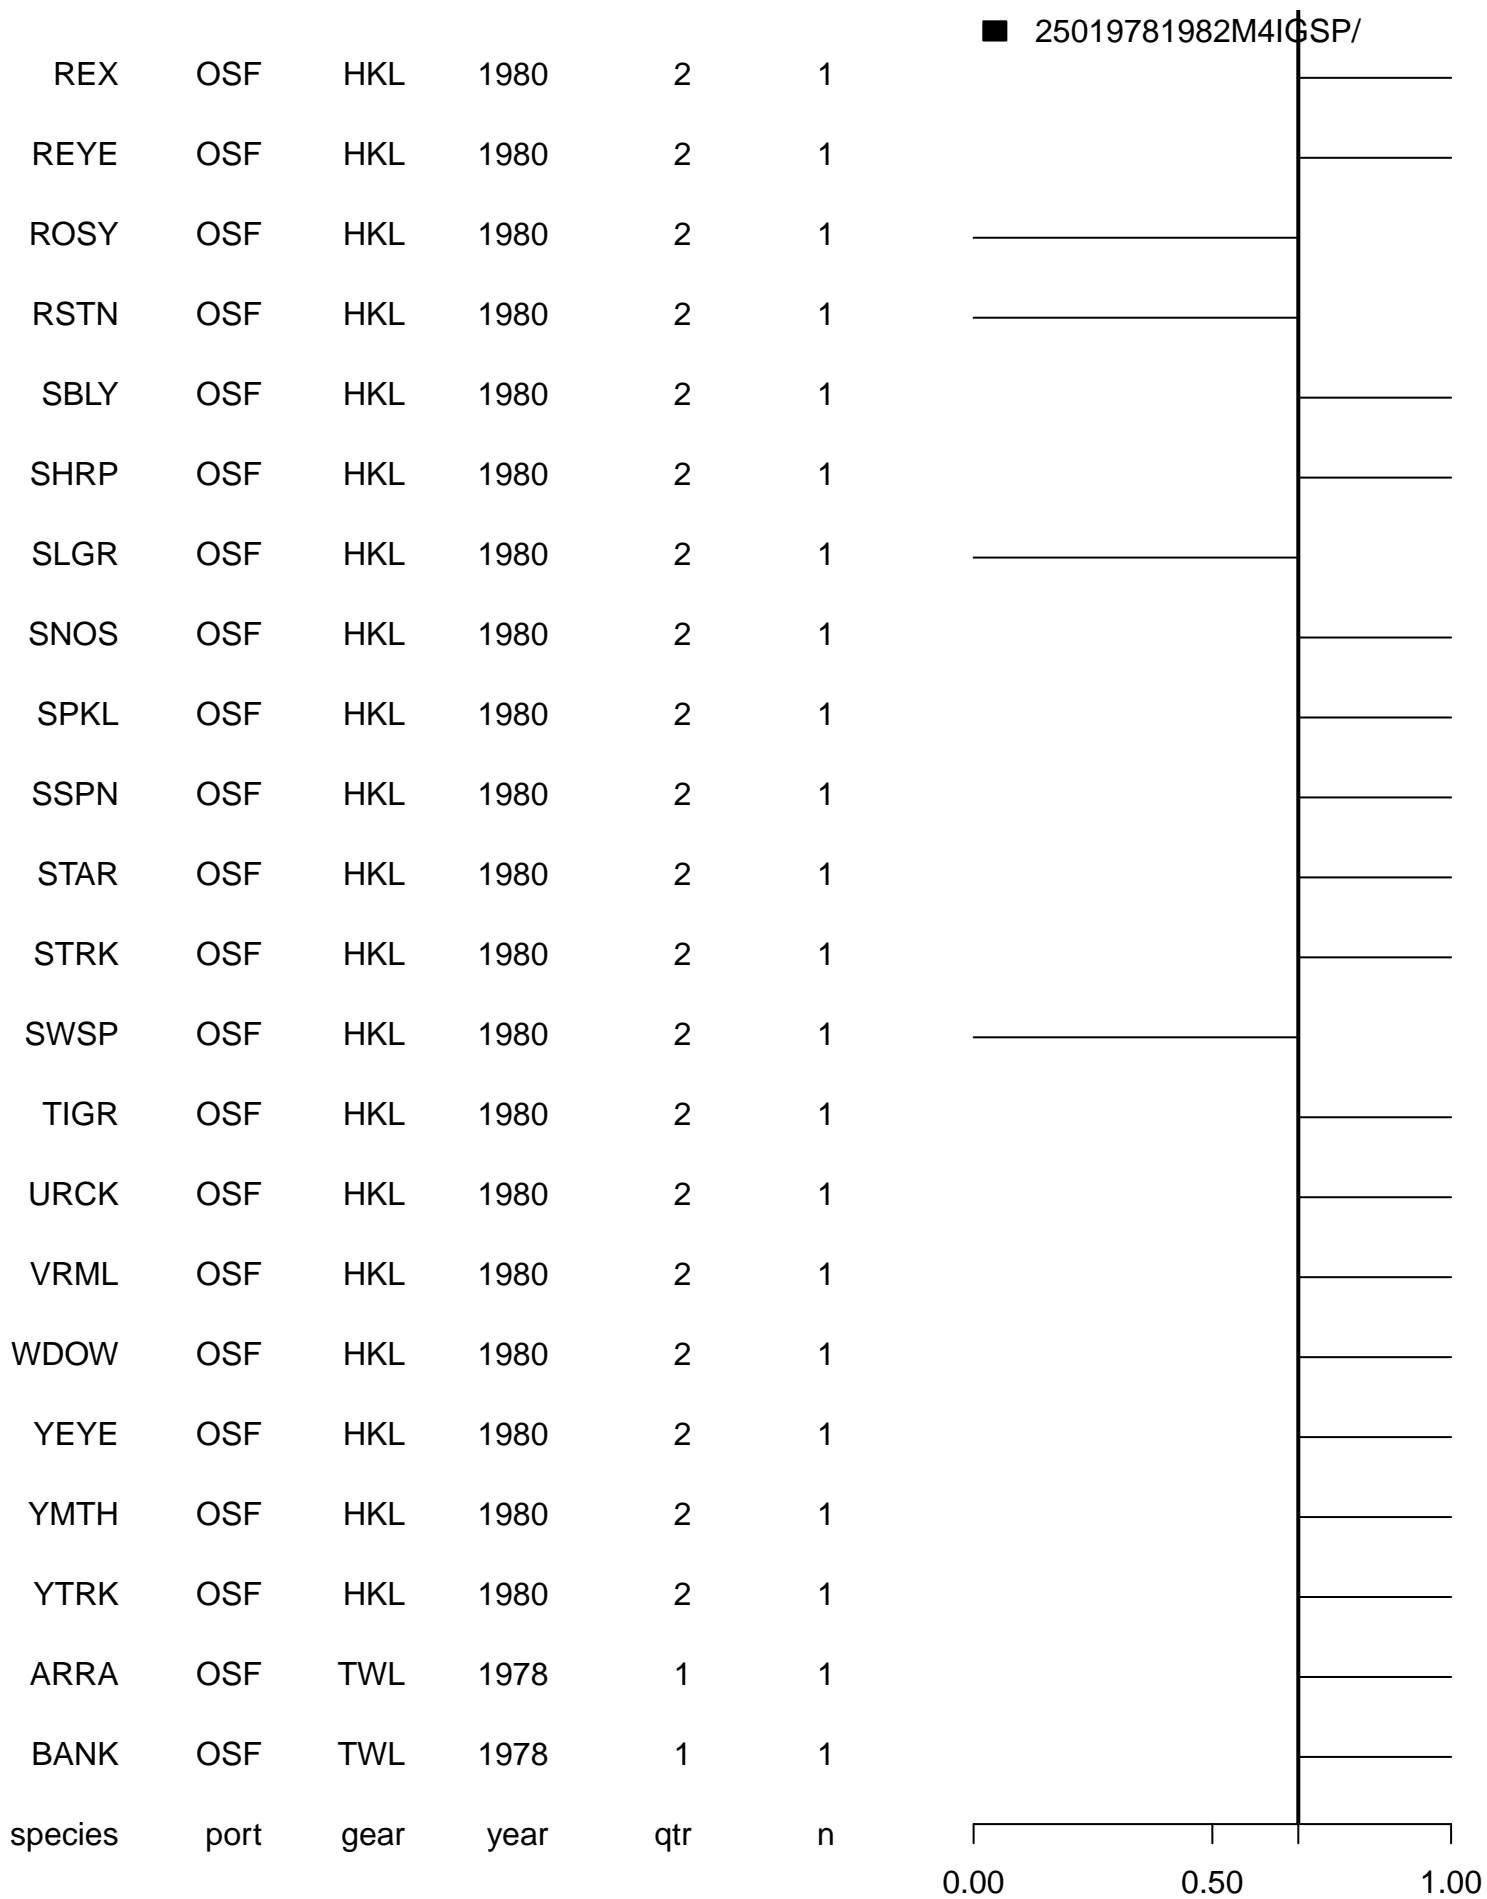 25019781982M4IGSP/
REX OSF HKL 1980 2 1
REYE OSF HKL 1980 2 1
ROSY OSF HKL 1980 2 1
RSTN OSF HKL 1980 2 1
SBLY OSF HKL 1980 2 1
SHRP OSF HKL 1980 2 1
SLGR OSF HKL 1980 2 1
SNOS OSF HKL 1980 2 1
SPKL OSF HKL 1980 2 1
SSPN OSF HKL 1980 2 1
STAR OSF HKL 1980 2 1
STRK OSF HKL 1980 2 1
SWSP OSF HKL 1980 2 1
TIGR OSF HKL 1980 2 1
URCK OSF HKL 1980 2 1
VRML OSF HKL 1980 2 1
WDOW OSF HKL 1980 2 1
YEYE OSF HKL 1980 2 1
YMTH OSF HKL 1980 2 1
YTRK OSF HKL 1980 2 1
ARRA OSF TWL 1978 1 1
BANK OSF TWL 1978 1 1
species port gear year qtr n
0.00 0.50 1.00